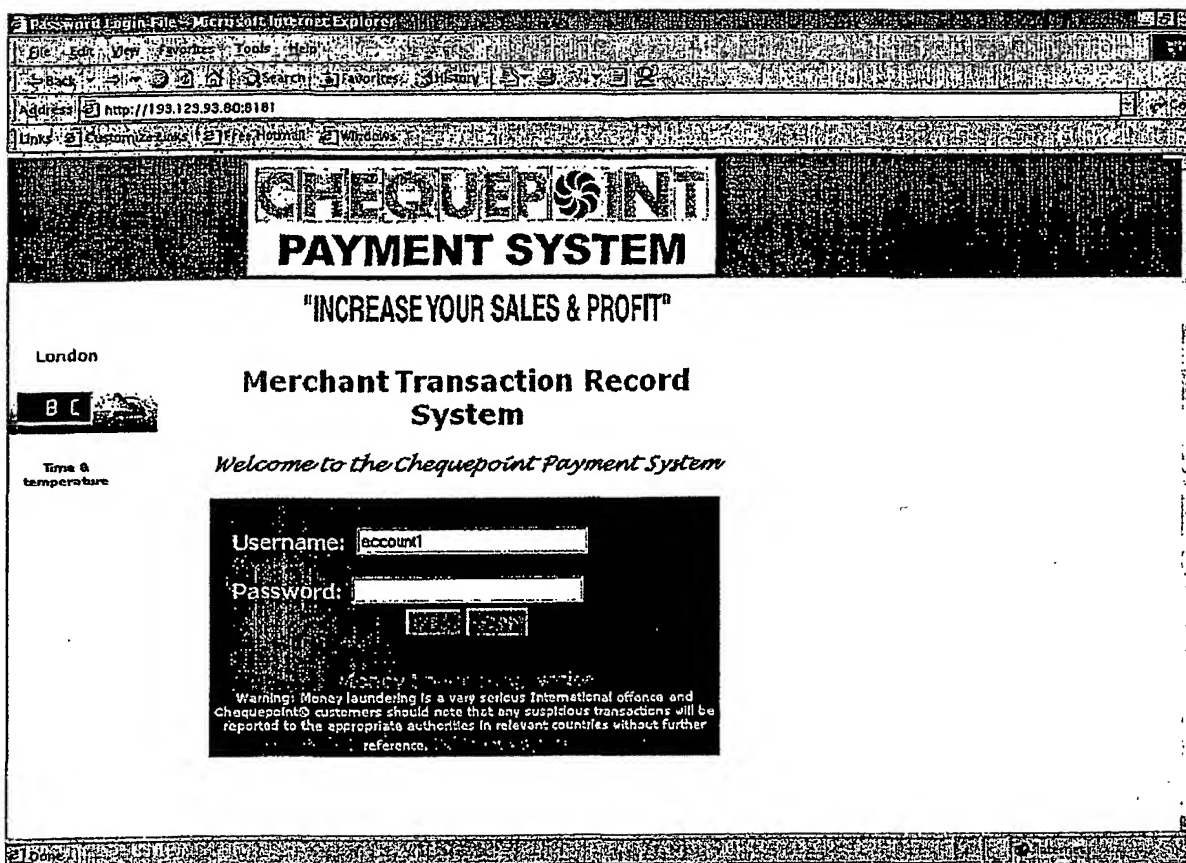 Password Login File - Microsoft Internet Explorer
File Edit View Favorites Tools Help
Back Search Favorites History
Address http://193.123.93.80:8181
Links Customize Links Free Hotmail Windows
CHEQUEPOINT
PAYMENT SYSTEM
"INCREASE YOUR SALES & PROFIT"
London
Merchant Transaction Record
System
Welcome to the Chequepoint Payment System
Time &
temperature
Username: account1
Password:
Warning: Money laundering is a very serious International offence and
Chequepoint® customers should note that any suspicious transactions will be
reported to the appropriate authorities in relevant countries without further
reference.
Done Internet